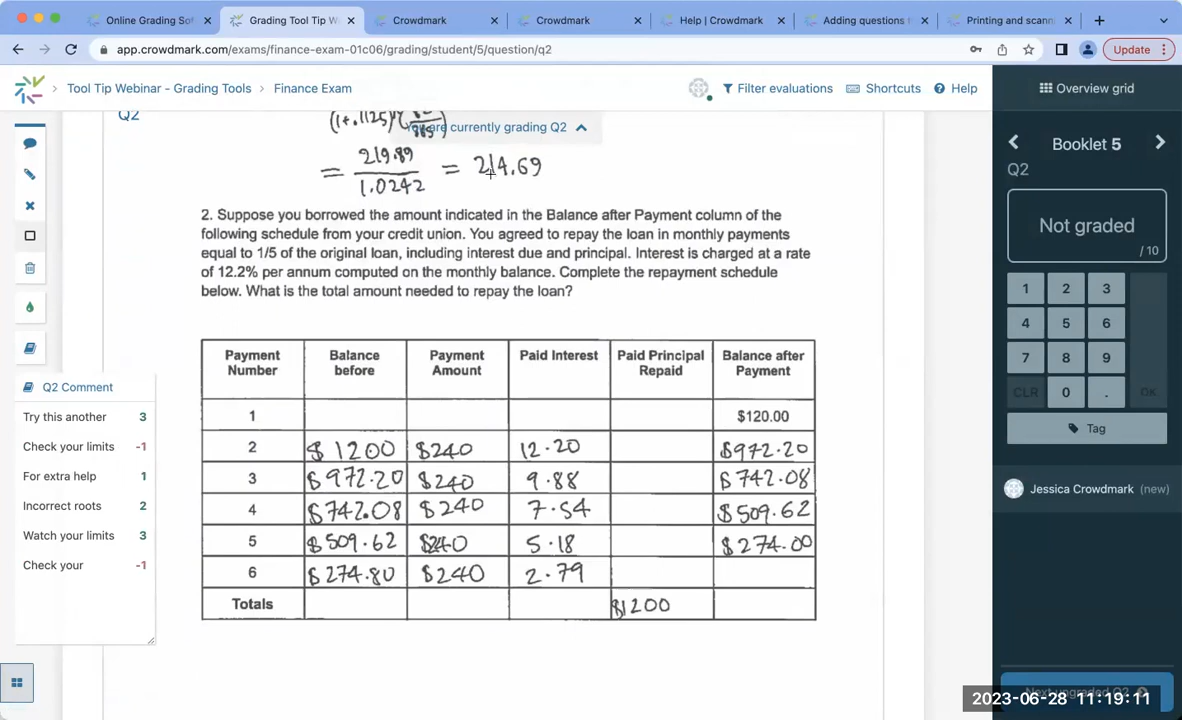 Online Grading Sof
Grading Tool Tip W
Crowdmark
Crowdmark
Help | Crowdmark
Adding questions t
Printing and scann
app.crowdmark.com/exams/finance-exam-01c06/grading/student/5/question/q2
Update
Tool Tip Webinar - Grading Tools > Finance Exam
Filter evaluations
Shortcuts
Help
Overview grid
Q2
You are currently grading Q2
(1+.1125)
= 219.89 / 1.0242 = 214.69
2. Suppose you borrowed the amount indicated in the Balance after Payment column of the
following schedule from your credit union. You agreed to repay the loan in monthly payments
equal to 1/5 of the original loan, including interest due and principal. Interest is charged at a rate
of 12.2% per annum computed on the monthly balance. Complete the repayment schedule
below. What is the total amount needed to repay the loan?
Payment Number | Balance before | Payment Amount | Paid Interest | Paid Principal Repaid | Balance after Payment
1 $120.00
2 $1200 $240 12.20 $972.20
3 $972.20 $240 9.88 $742.08
4 $742.08 $240 7.54 $509.62
5 $509.62 $240 5.18 $274.00
6 $274.80 $240 2.79
Totals $1200
Q2 Comment
Try this another 3
Check your limits -1
For extra help 1
Incorrect roots 2
Watch your limits 3
Check your -1
Booklet 5
Q2
Not graded
/ 10
1 2 3
4 5 6
7 8 9
CLR 0 . OK
Tag
Jessica Crowdmark (new)
Next ungraded Q2
2023-06-28 11:19:11